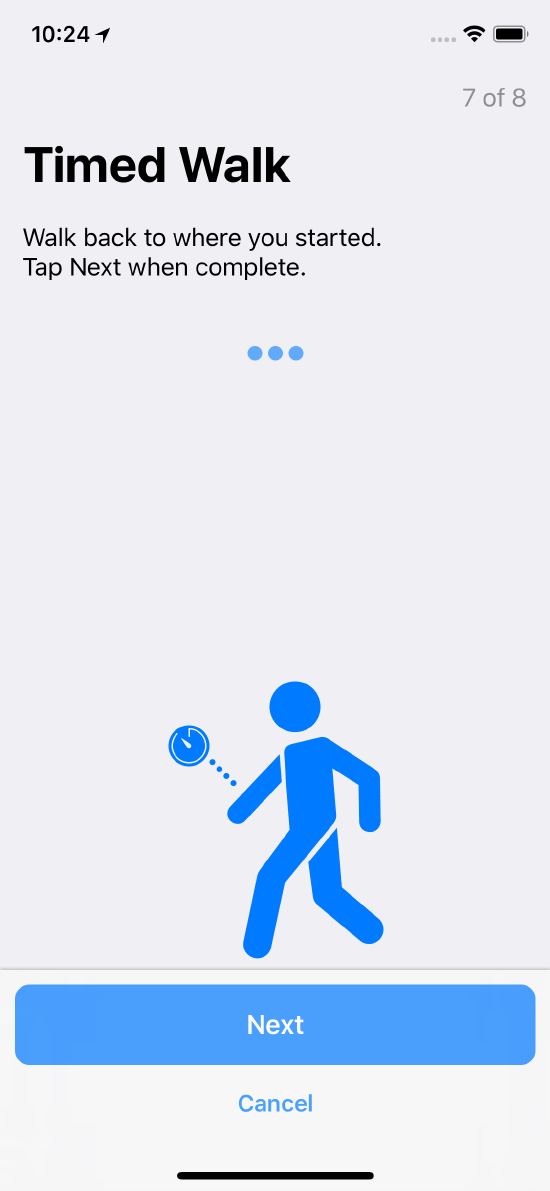 10:24
7 of 8
Timed Walk
Walk back to where you started.
Tap Next when complete.
Next
Cancel